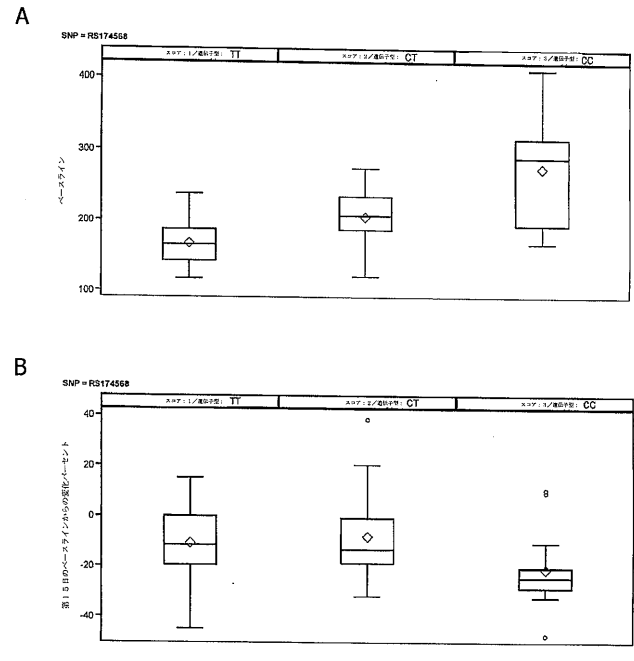 A
SNP = RS174568
スコア：1／遺伝子型： TT
スコア：2／遺伝子型： CT
スコア：3／遺伝子型： CC
400
300
200
100
ベースライン
B
SNP = RS174568
スコア：1／遺伝子型： TT
スコア：2／遺伝子型： CT
スコア：3／遺伝子型： CC
40
20
0
-20
-40
第15日のベースラインからの変化パーセント